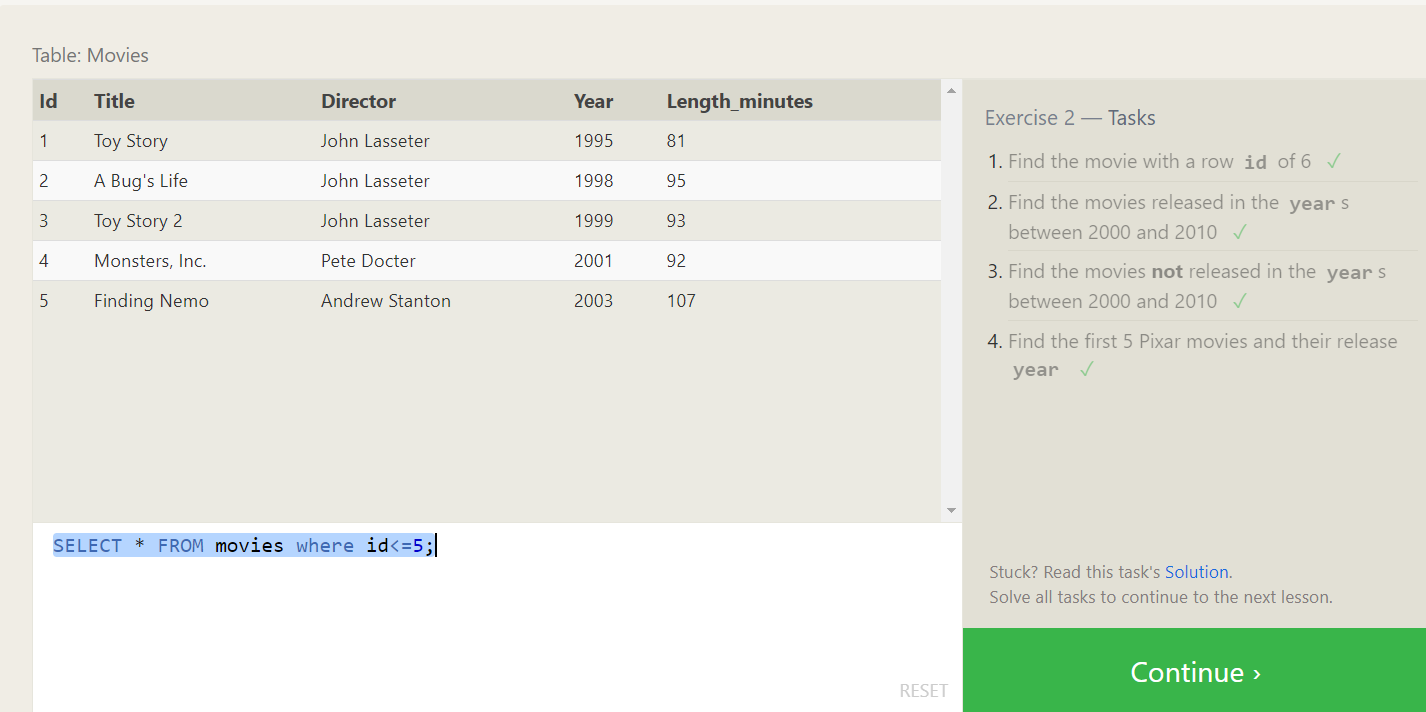 Table: Movies
Id Title Director Year Length_minutes
1 Toy Story John Lasseter 1995 81
2 A Bug's Life John Lasseter 1998 95
3 Toy Story 2 John Lasseter 1999 93
4 Monsters, Inc. Pete Docter 2001 92
5 Finding Nemo Andrew Stanton 2003 107
SELECT * FROM movies where id<=5;
RESET
Exercise 2 — Tasks
1. Find the movie with a row id of 6 ✓
2. Find the movies released in the year s
between 2000 and 2010 ✓
3. Find the movies not released in the year s
between 2000 and 2010 ✓
4. Find the first 5 Pixar movies and their release
year ✓
Stuck? Read this task's Solution.
Solve all tasks to continue to the next lesson.
Continue ›